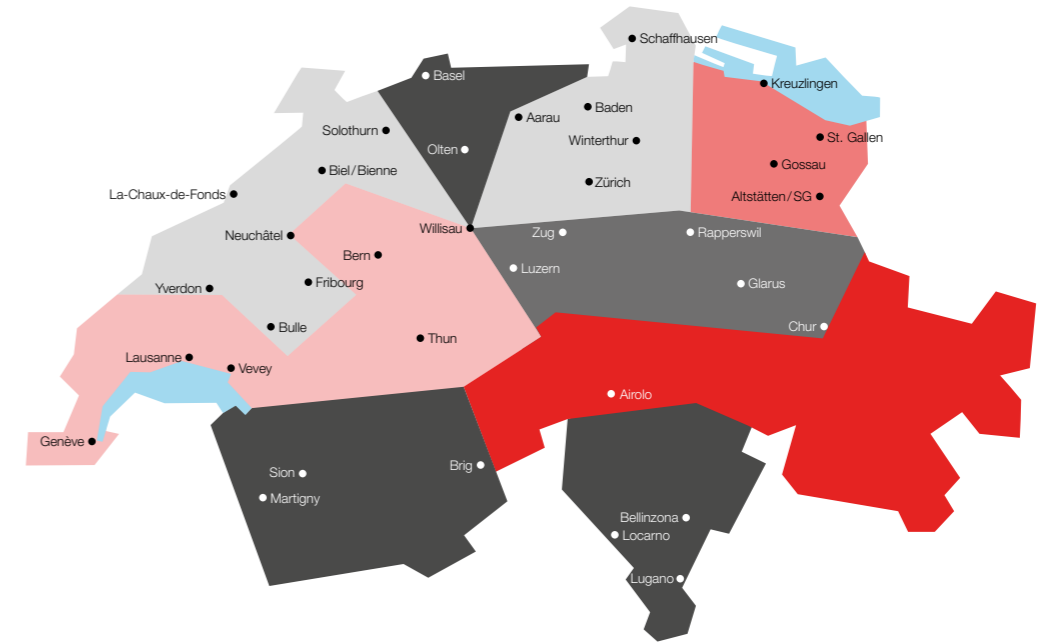 Schaffhausen
Basel
Kreuzlingen
Baden
Aarau
Solothurn
Winterthur
St. Gallen
Olten
Gossau
Biel/Bienne
Zürich
La-Chaux-de-Fonds
Altstätten/SG
Willisau
Zug
Rapperswil
Neuchâtel
Bern
Luzern
Fribourg
Glarus
Yverdon
Bulle
Chur
Thun
Lausanne
Vevey
Airolo
Genève
Brig
Sion
Martigny
Bellinzona
Locarno
Lugano